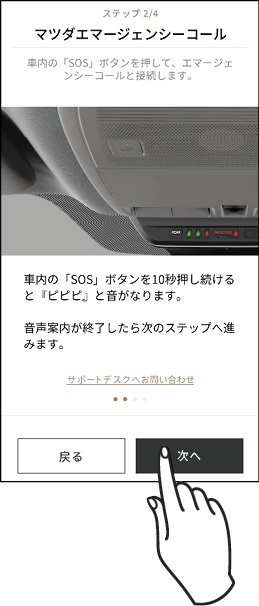 ステップ 2/4
マツダエマージェンシーコール
車内の「SOS」ボタンを押して、エマージェ
ンシーコールと接続します。
車内の「SOS」ボタンを10秒押し続ける
と『ピピピ』と音がなります。
音声案内が終了したら次のステップへ進
みます。
サポートデスクへお問い合わせ
戻る
次へ